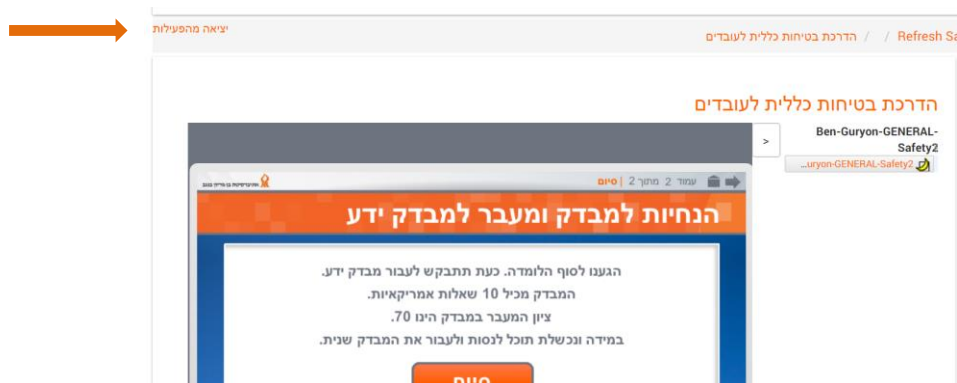 יציאה מהפעילות
Refresh Sa / / הדרכת בטיחות כללית לעובדים
הדרכת בטיחות כללית לעובדים
Ben-Guryon-GENERAL-
Safety2
...uryon-GENERAL-Safety2
<
עמוד 2 מתוך 2 | סיום
הנחיות למבדק ומעבר למבדק ידע
הגענו לסוף הלומדה. כעת תתבקש לעבור מבדק ידע.
המבדק מכיל 10 שאלות אמריקאיות.
ציון המעבר במבדק הינו 70.
במידה ונכשלת תוכל לנסות ולעבור את המבדק שנית.
סיום